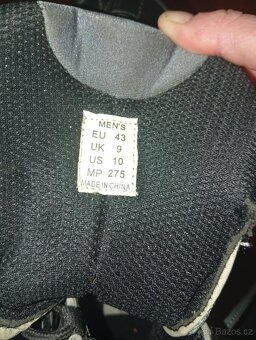 MEN'S
EU 43
UK 9
US 10
MP 275
MADE IN CHINA
Bazos.cz